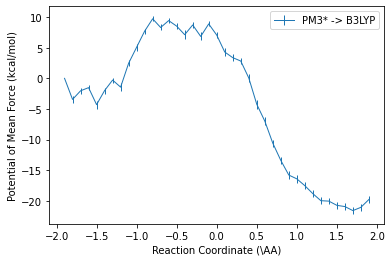 PM3* -> B3LYP
Potential of Mean Force (kcal/mol)
10
5
0
−5
−10
−15
−20
−2.0 −1.5 −1.0 −0.5 0.0 0.5 1.0 1.5 2.0
Reaction Coordinate (\AA)